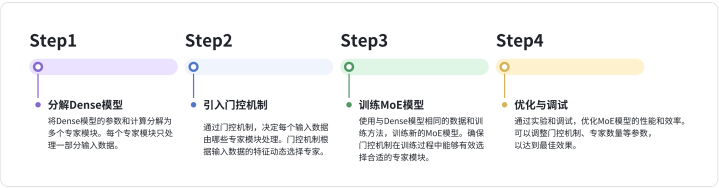 Step1
分解Dense模型
将Dense模型的参数和计算分解为
多个专家模块。每个专家模块只处
理一部分输入数据。
Step2
引入门控机制
通过门控机制，决定每个输入数据
由哪些专家模块处理。门控机制根
据输入数据的特征动态选择专家。
Step3
训练MoE模型
使用与Dense模型相同的数据和训
练方法，训练新的MoE模型。确保
门控机制在训练过程中能够有效选
择合适的专家模块。
Step4
优化与调试
通过实验和调试，优化MoE模型的性能和效率。
可以调整门控机制、专家数量等参数，
以达到最佳效果。